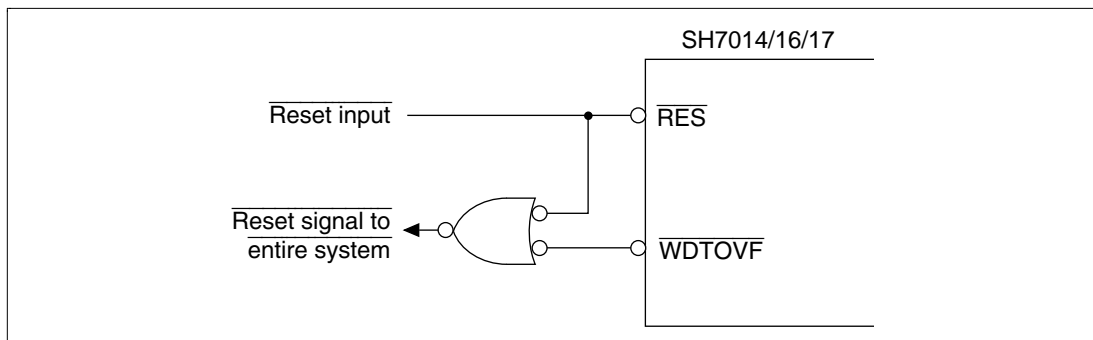 SH7014/16/17
Reset input
RES
Reset signal to
entire system
WDTOVF